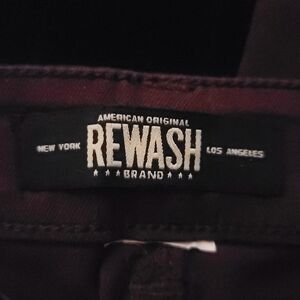 AMERICAN ORIGINAL
NEW YORK REWASH LOS ANGELES
★★★ BRAND ★★★